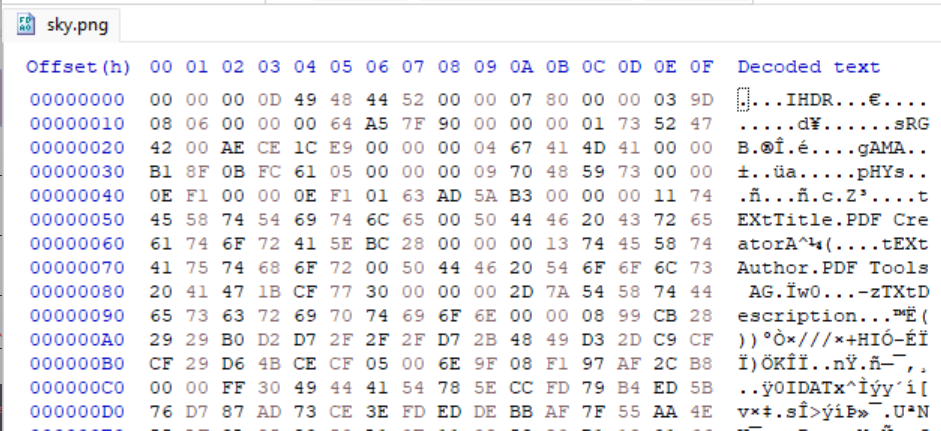 sky.png
Offset(h) 00 01 02 03 04 05 06 07 08 09 0A 0B 0C 0D 0E 0F Decoded text
00000000 00 00 00 0D 49 48 44 52 00 00 07 80 00 00 03 9D ....IHDR...€....
00000010 08 06 00 00 00 64 A5 7F 90 00 00 00 01 73 52 47 .....d¥......sRG
00000020 42 00 AE CE 1C E9 00 00 00 04 67 41 4D 41 00 00 B.®Î.é....gAMA..
00000030 B1 8F 0B FC 61 05 00 00 00 09 70 48 59 73 00 00 ±..üa.....pHYs..
00000040 0E F1 00 00 0E F1 01 63 AD 5A B3 00 00 00 11 74 .ñ...ñ.c.Z³....t
00000050 45 58 74 54 69 74 6C 65 00 50 44 46 20 43 72 65 EXtTitle.PDF Cre
00000060 61 74 6F 72 41 5E BC 28 00 00 00 13 74 45 58 74 atorA^¼(....tEXt
00000070 41 75 74 68 6F 72 00 50 44 46 20 54 6F 6F 6C 73 Author.PDF Tools
00000080 20 41 47 1B CF 77 30 00 00 00 2D 7A 54 58 74 44 AG.Ïw0...-zTXtD
00000090 65 73 63 72 69 70 74 69 6F 6E 00 00 08 99 CB 28 escription...™Ë(
000000A0 29 29 B0 D2 D7 2F 2F 2F D7 2B 48 49 D3 2D C9 CF ))°Ò×///×+HIÓ-ÉÏ
000000B0 CF 29 D6 4B CE CF 05 00 6E 9F 08 F1 97 AF 2C B8 Ï)ÖKÎÏ..nŸ.ñ—¯,¸
000000C0 00 00 FF 30 49 44 41 54 78 5E CC FD 79 B4 ED 5B ..ÿ0IDATx^Ìýy´í[
000000D0 76 D7 87 AD 73 CE 3E FD ED DE BB AF 7F 55 AA 4E v×‡.sÎ>ýíÞ»¯.UªN